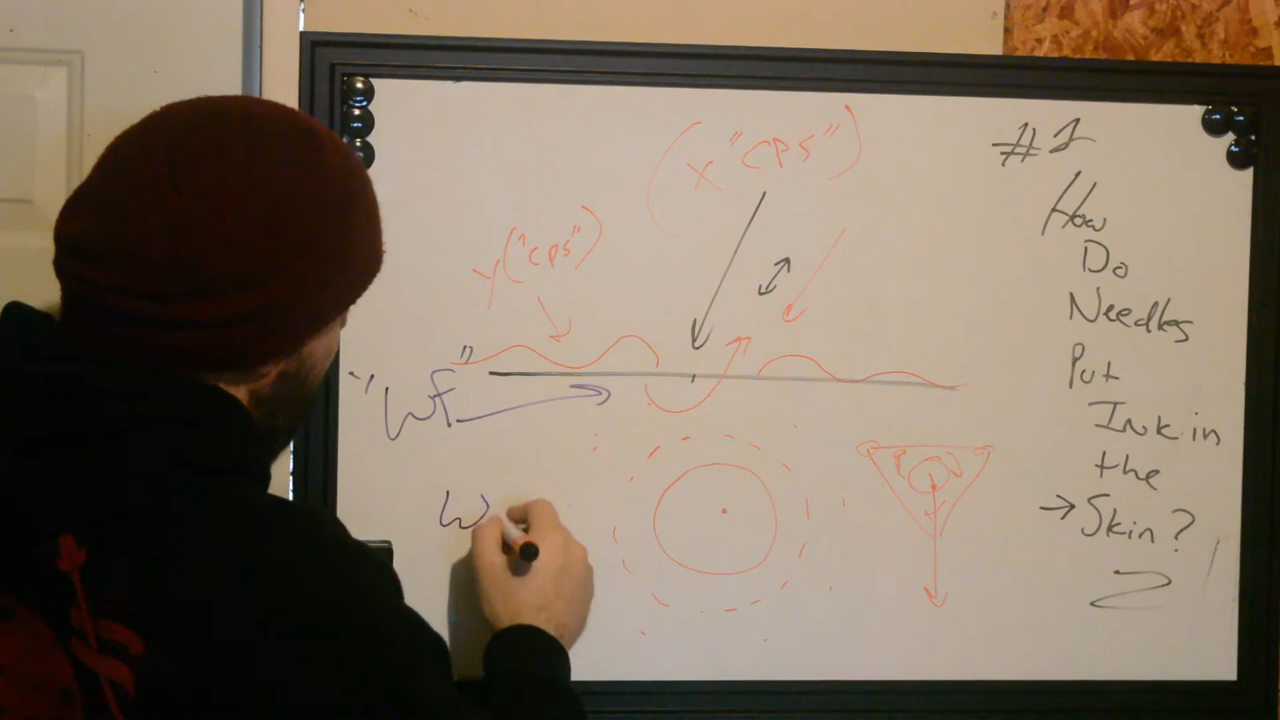 (x "cps")
y("cps")
"WF"
W
#1
How
Do
Needles
Put
Ink in
the
→ Skin?